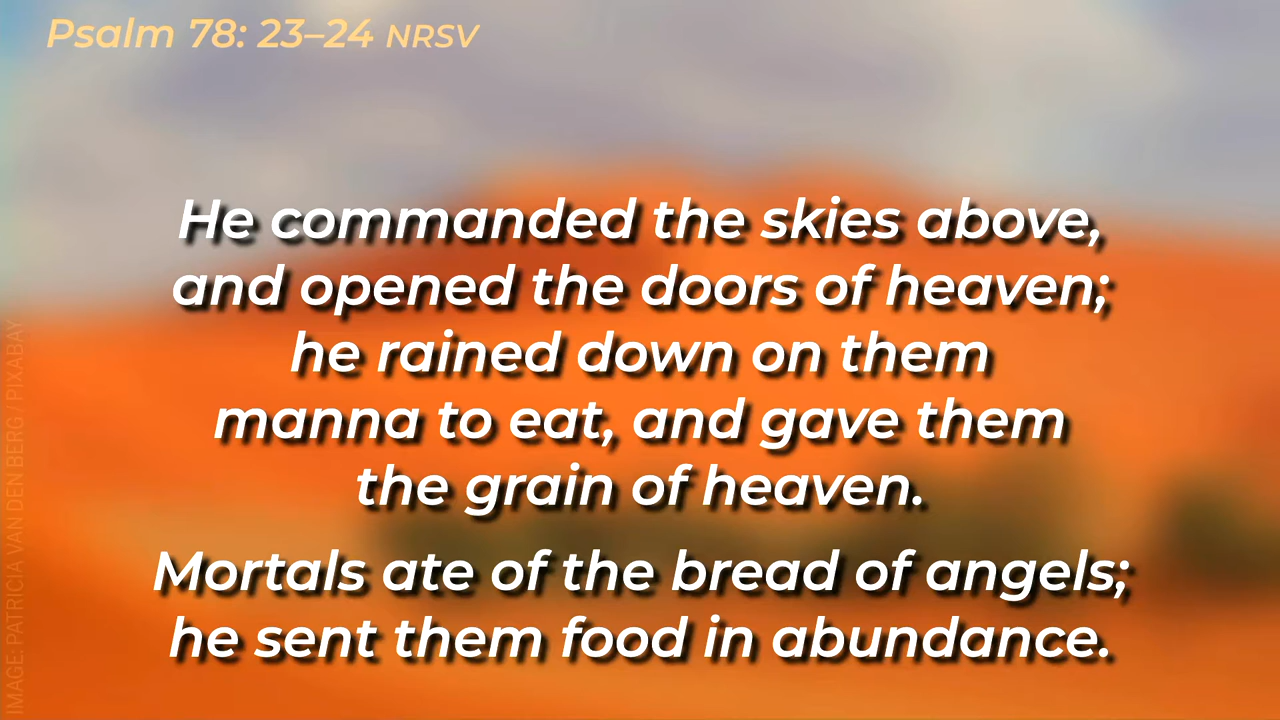 Psalm 78: 23–24 NRSV
He commanded the skies above,
and opened the doors of heaven;
he rained down on them
manna to eat, and gave them
the grain of heaven.
Mortals ate of the bread of angels;
he sent them food in abundance.
IMAGE: PATRICIA VAN DEN BERG / PIXABAY